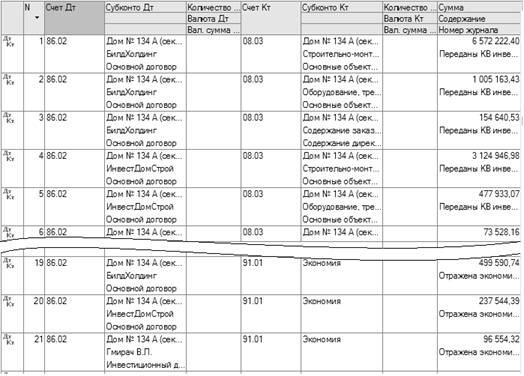 N Счет Дт Субконто Дт Количество ... Счет Кт Субконто Кт Количество ... Сумма
Валюта Дт Валюта Кт Содержание
Вал. сумма ... Вал. сумма ... Номер журнала
Дт Кт 1 86.02 Дом № 134 А (сек... 08.03 Дом № 134 А (сек... 6 572 222,40
БилдХолдинг Строительно-монт... Переданы КВ инве...
Основной договор Основные объект...
Дт Кт 2 86.02 Дом № 134 А (сек... 08.03 Дом № 134 А (сек... 1 005 163,43
БилдХолдинг Оборудование, тре... Переданы КВ инве...
Основной договор Основные объект...
Дт Кт 3 86.02 Дом № 134 А (сек... 08.03 Дом № 134 А (сек... 154 640,53
БилдХолдинг Содержание заказ... Переданы КВ инве...
Основной договор Содержание дирек...
Дт Кт 4 86.02 Дом № 134 А (сек... 08.03 Дом № 134 А (сек... 3 124 946,98
ИнвестДомСтрой Строительно-монт... Переданы КВ инве...
Основной договор Основные объект...
Дт Кт 5 86.02 Дом № 134 А (сек... 08.03 Дом № 134 А (сек... 477 933,07
ИнвестДомСтрой Оборудование, тре... Переданы КВ инве...
Основной договор Основные объект...
Дт Кт 6 86.02 Дом № 134 А (сек... 08.03 Дом № 134 А (сек... 73 528,16
Дт Кт 19 86.02 Дом № 134 А (сек... 91.01 Экономия 499 590,74
БилдХолдинг Отражена экономи...
Основной договор
Дт Кт 20 86.02 Дом № 134 А (сек... 91.01 Экономия 237 544,39
ИнвестДомСтрой Отражена экономи...
Основной договор
Дт Кт 21 86.02 Дом № 134 А (сек... 91.01 Экономия 96 554,32
Гмирач В.Л. Отражена экономи...
Инвестиционный д...